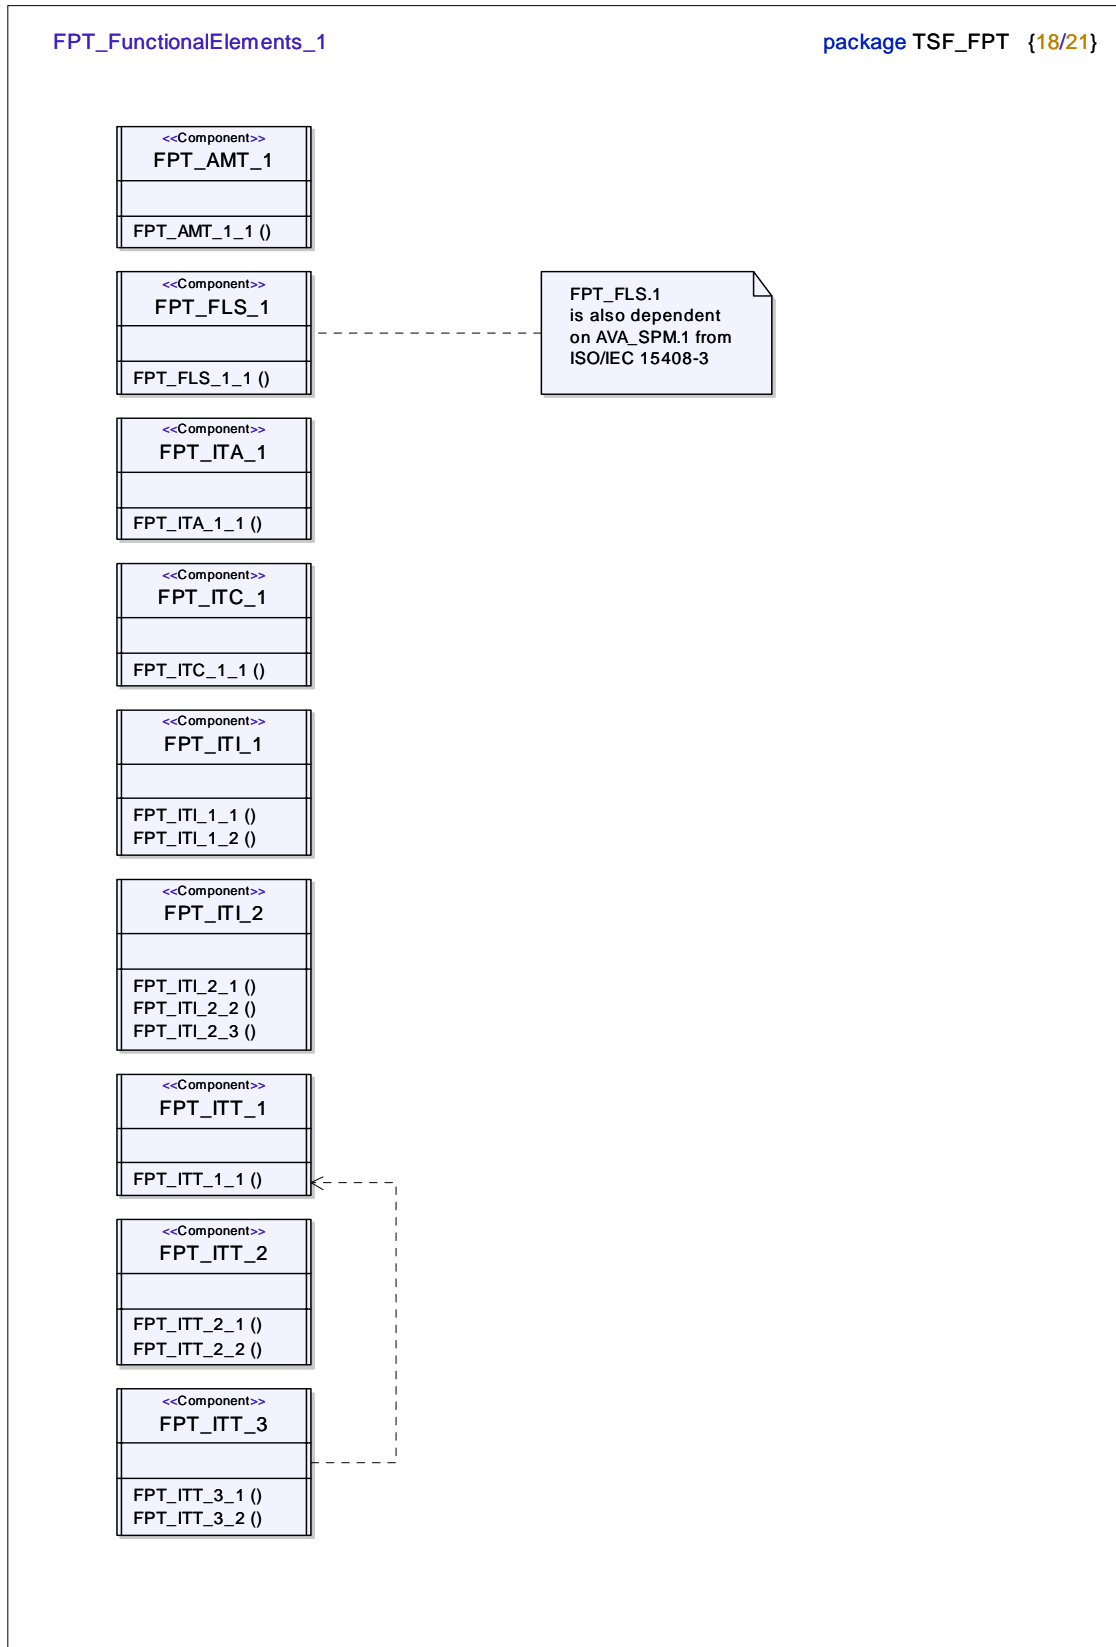 FPT_FunctionalElements_1
package TSF_FPT {18/21}
<<Component>>
FPT_AMT_1
FPT_AMT_1_1 ()
<<Component>>
FPT_FLS_1
FPT_FLS_1_1 ()
FPT_FLS.1
is also dependent
on AVA_SPM.1 from
ISO/IEC 15408-3
<<Component>>
FPT_ITA_1
FPT_ITA_1_1 ()
<<Component>>
FPT_ITC_1
FPT_ITC_1_1 ()
<<Component>>
FPT_ITI_1
FPT_ITI_1_1 ()
FPT_ITI_1_2 ()
<<Component>>
FPT_ITI_2
FPT_ITI_2_1 ()
FPT_ITI_2_2 ()
FPT_ITI_2_3 ()
<<Component>>
FPT_ITT_1
FPT_ITT_1_1 ()
<<Component>>
FPT_ITT_2
FPT_ITT_2_1 ()
FPT_ITT_2_2 ()
<<Component>>
FPT_ITT_3
FPT_ITT_3_1 ()
FPT_ITT_3_2 ()